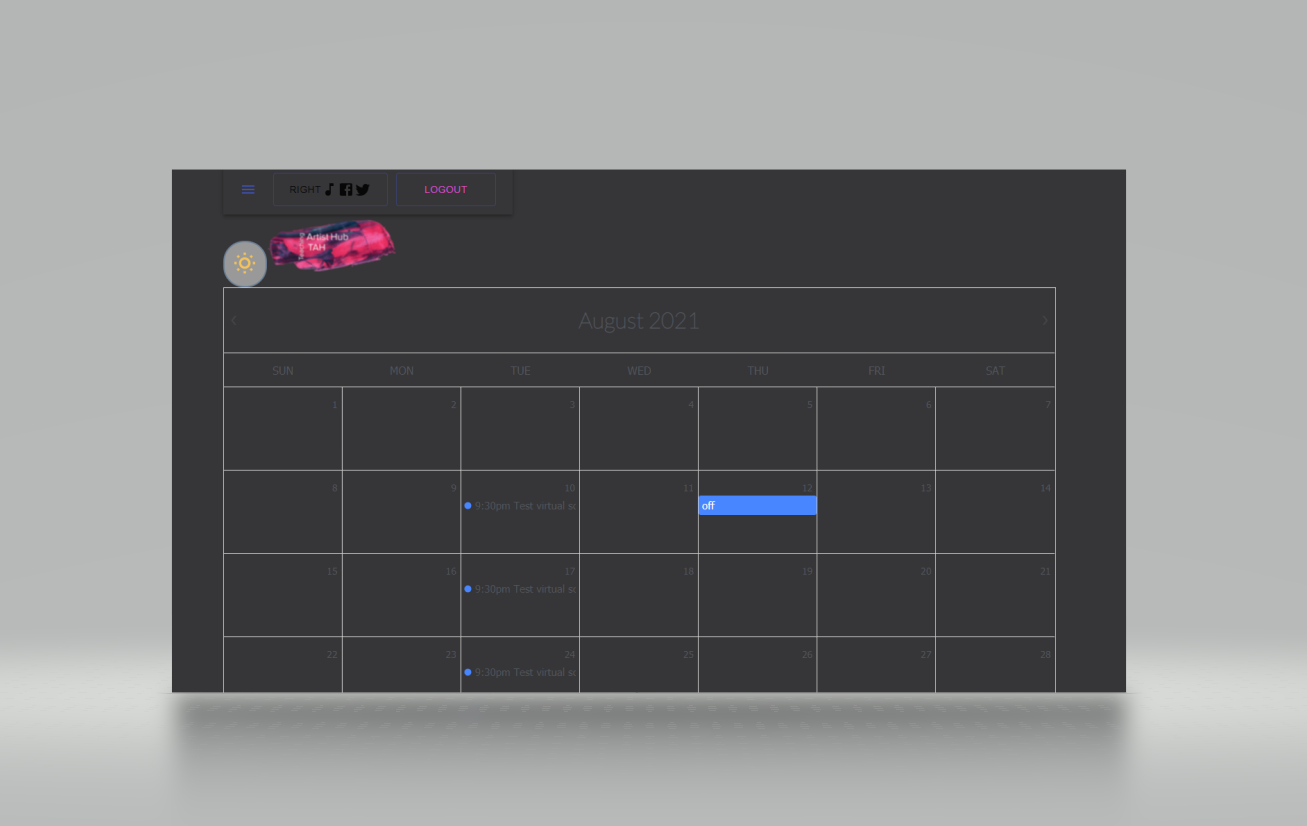 RIGHT
LOGOUT
Artist Hub
TAH
August 2021
SUN MON TUE WED THU FRI SAT
1 2 3 4 5 6 7
8 9 10 11 12 13 14
9:30pm Test virtual
off
15 16 17 18 19 20 21
9:30pm Test virtual
22 23 24 25 26 27 28
9:30pm Test virtual